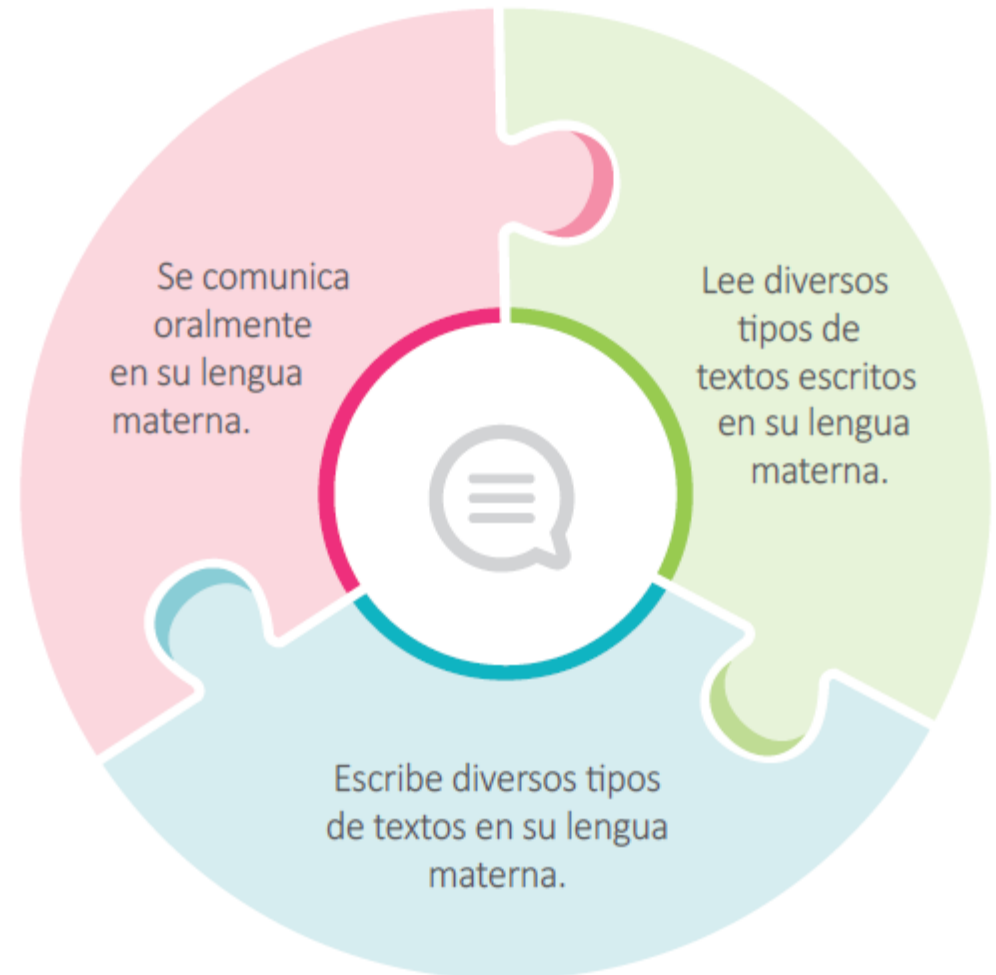 Se comunica
oralmente
en su lengua
materna.
Lee diversos
tipos de
textos escritos
en su lengua
materna.
Escribe diversos tipos
de textos en su lengua
materna.